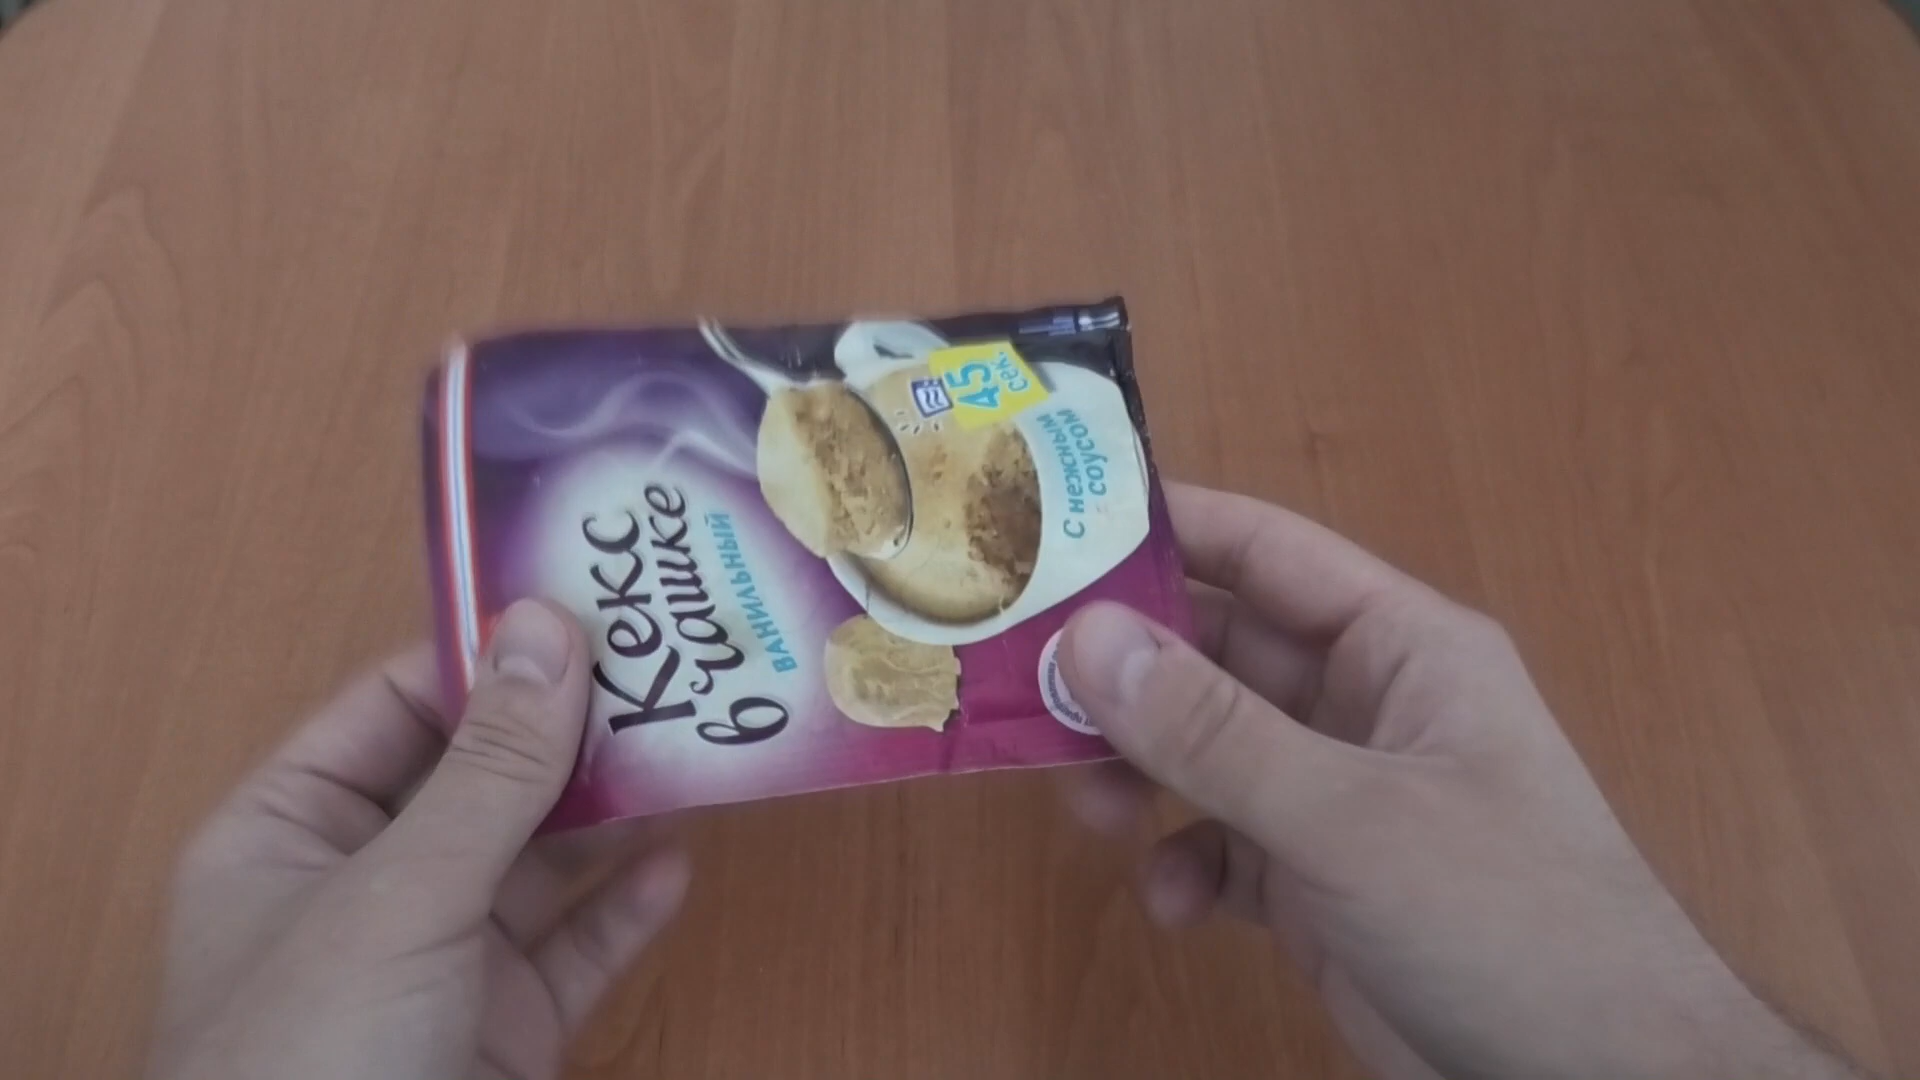 Кекс
в чашке
ВАНИЛЬНЫЙ
45
сек.
С нежным
соусом